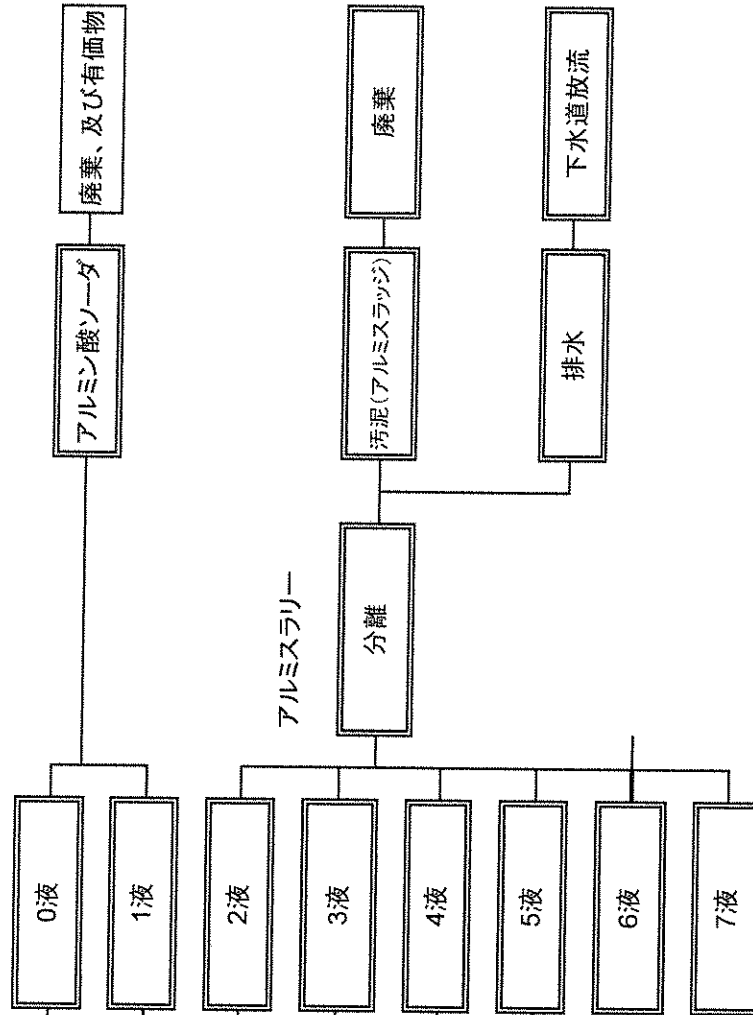 0液
1液
2液
3液
4液
5液
6液
7液
アルミスラリー
分離
アルミン酸ソーダ
汚泥(アルミスラッジ)
排水
廃棄、及び有価物
廃棄
下水道放流